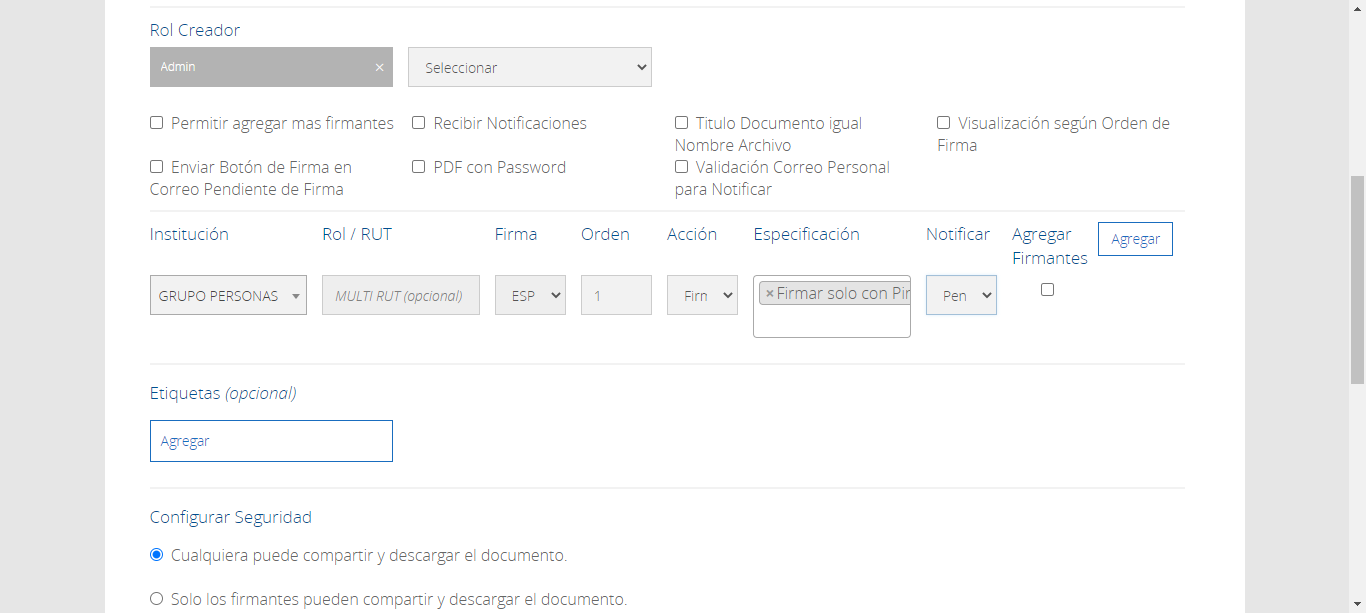 Rol Creador
Admin × Seleccionar
Permitir agregar mas firmantes
Recibir Notificaciones
Titulo Documento igual
Nombre Archivo
Visualización según Orden de
Firma
Enviar Botón de Firma en
Correo Pendiente de Firma
PDF con Password
Validación Correo Personal
para Notificar
Institución Rol / RUT Firma Orden Acción Especificación Notificar Agregar
Firmantes
Agregar
GRUPO PERSONAS MULTI RUT (opcional) ESP 1 Firn × Firmar solo con Pir Pen
Etiquetas (opcional)
Agregar
Configurar Seguridad
Cualquiera puede compartir y descargar el documento.
Solo los firmantes pueden compartir y descargar el documento.